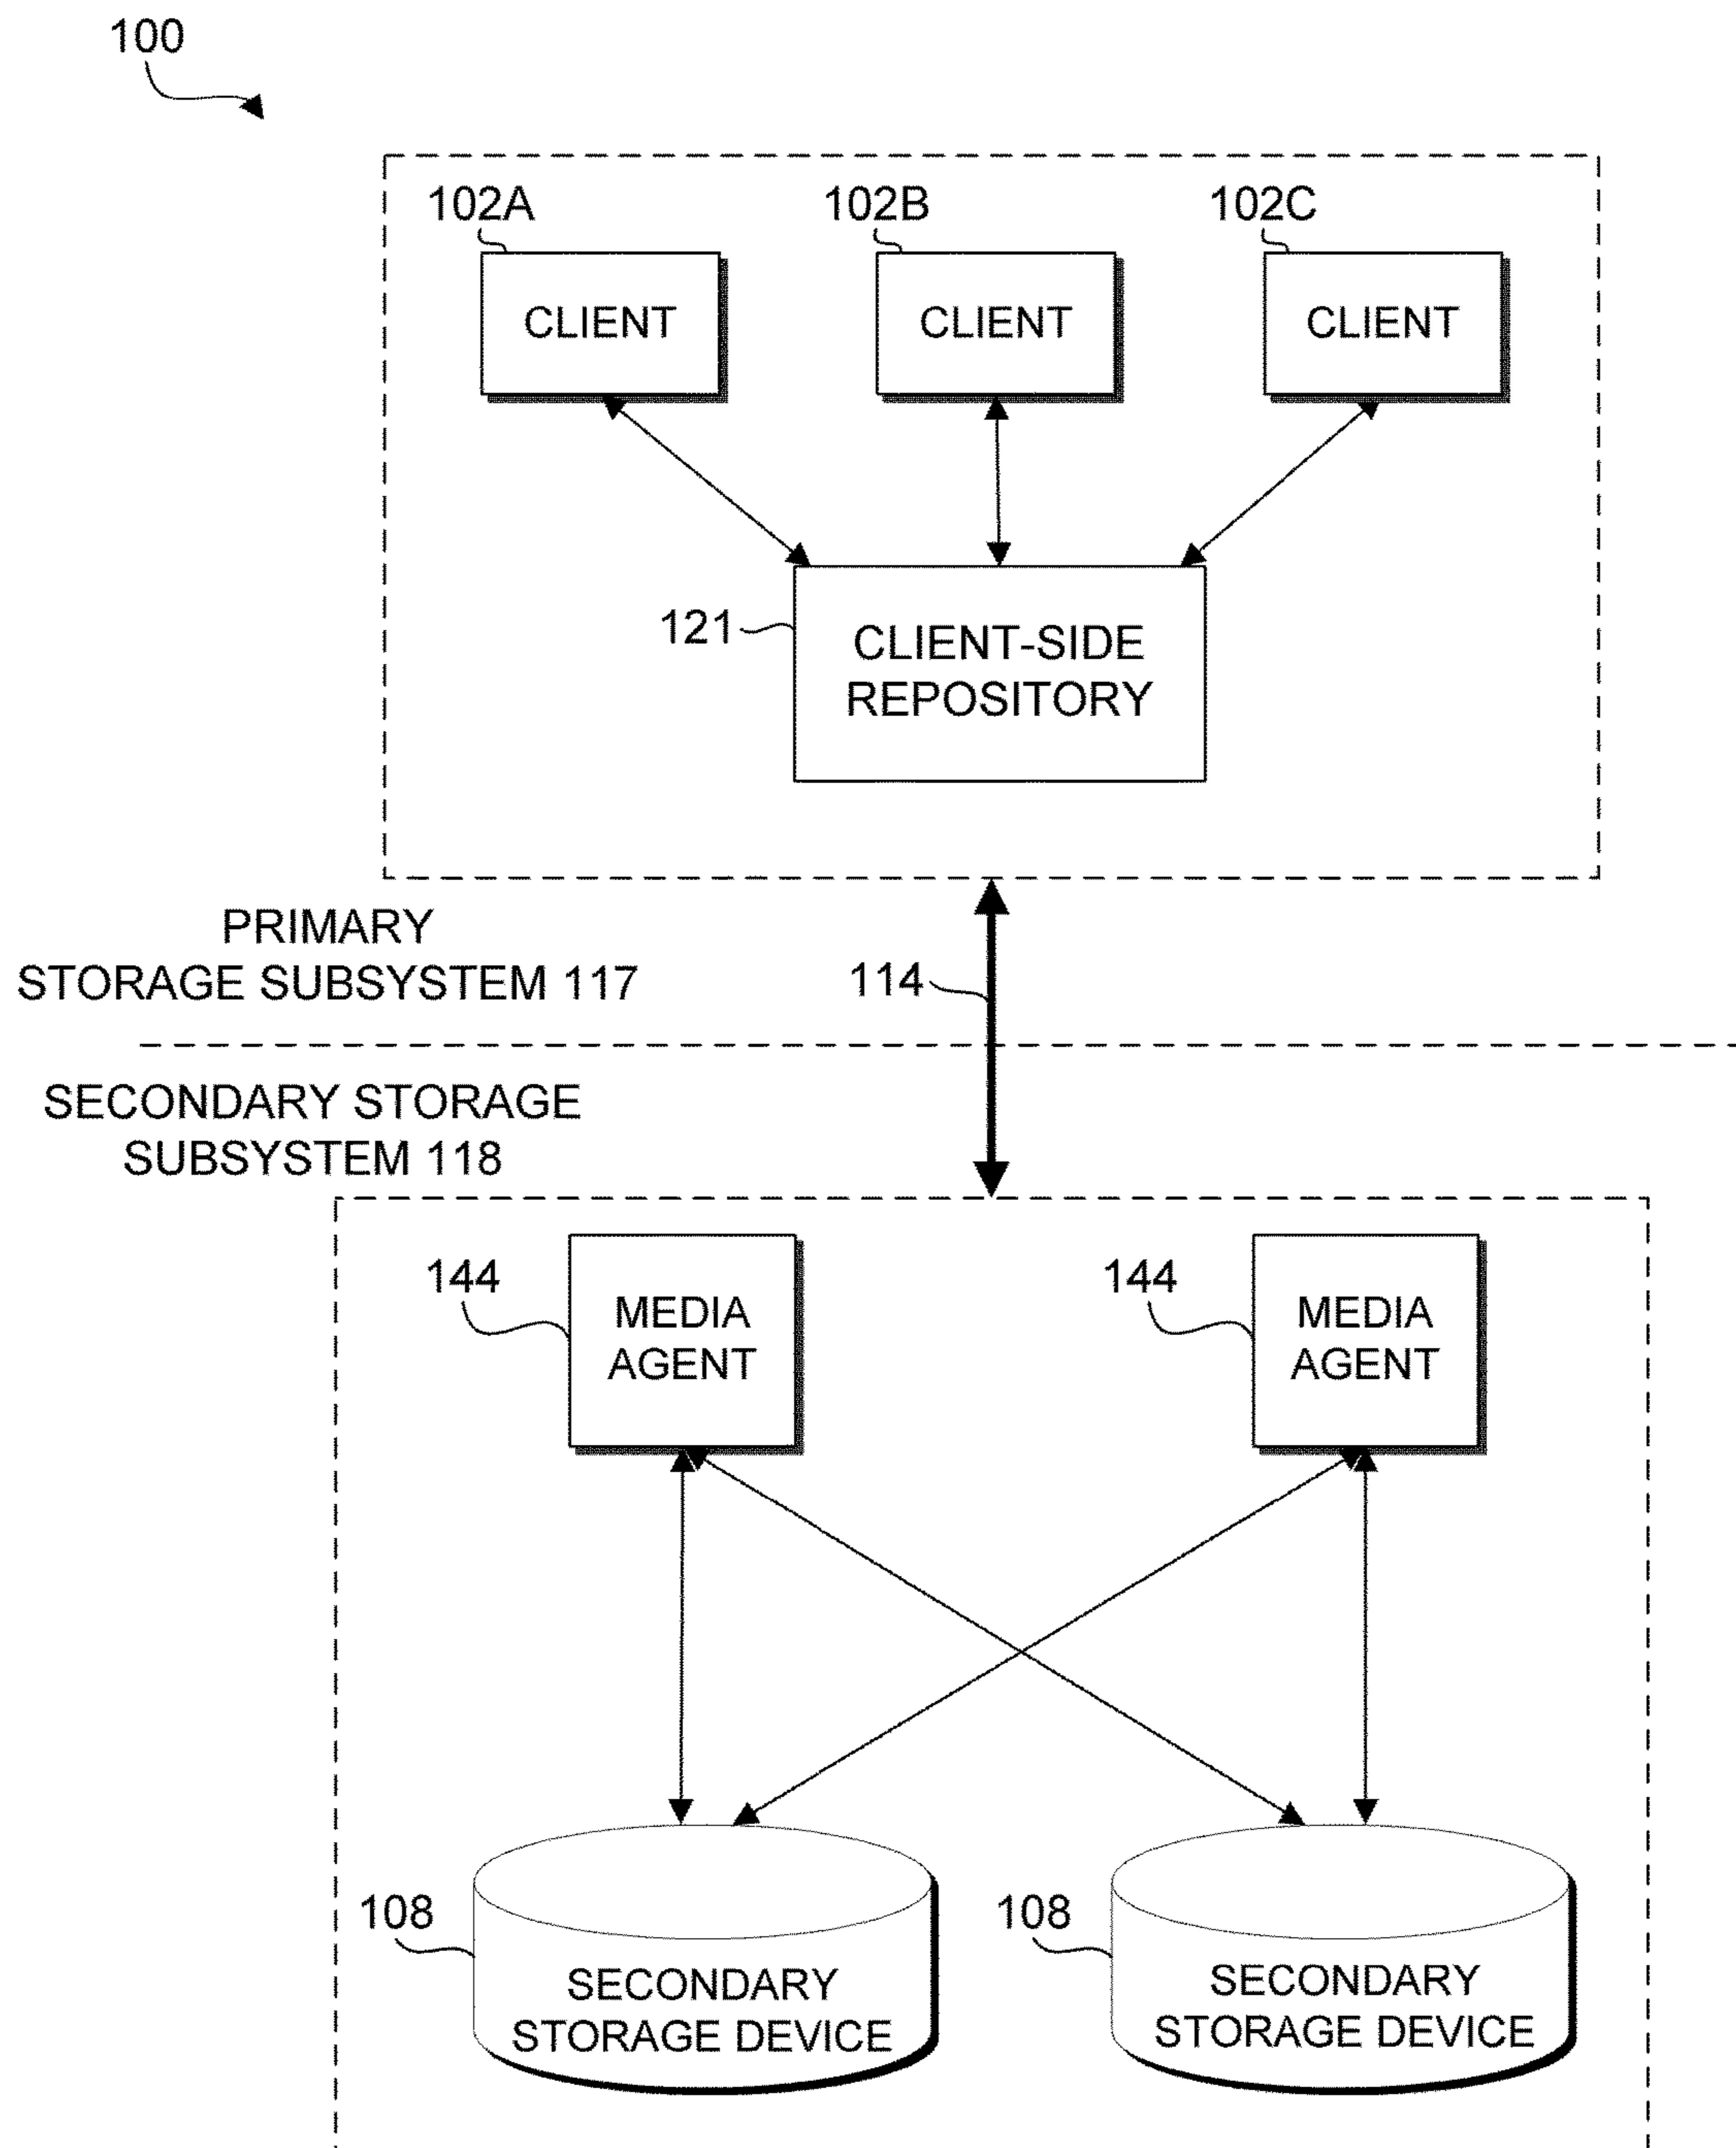 100
102A
102B
102C
CLIENT
CLIENT
CLIENT
121
CLIENT-SIDE
REPOSITORY
PRIMARY
STORAGE SUBSYSTEM 117
114
SECONDARY STORAGE
SUBSYSTEM 118
144
MEDIA
AGENT
144
MEDIA
AGENT
108
SECONDARY
STORAGE DEVICE
108
SECONDARY
STORAGE DEVICE